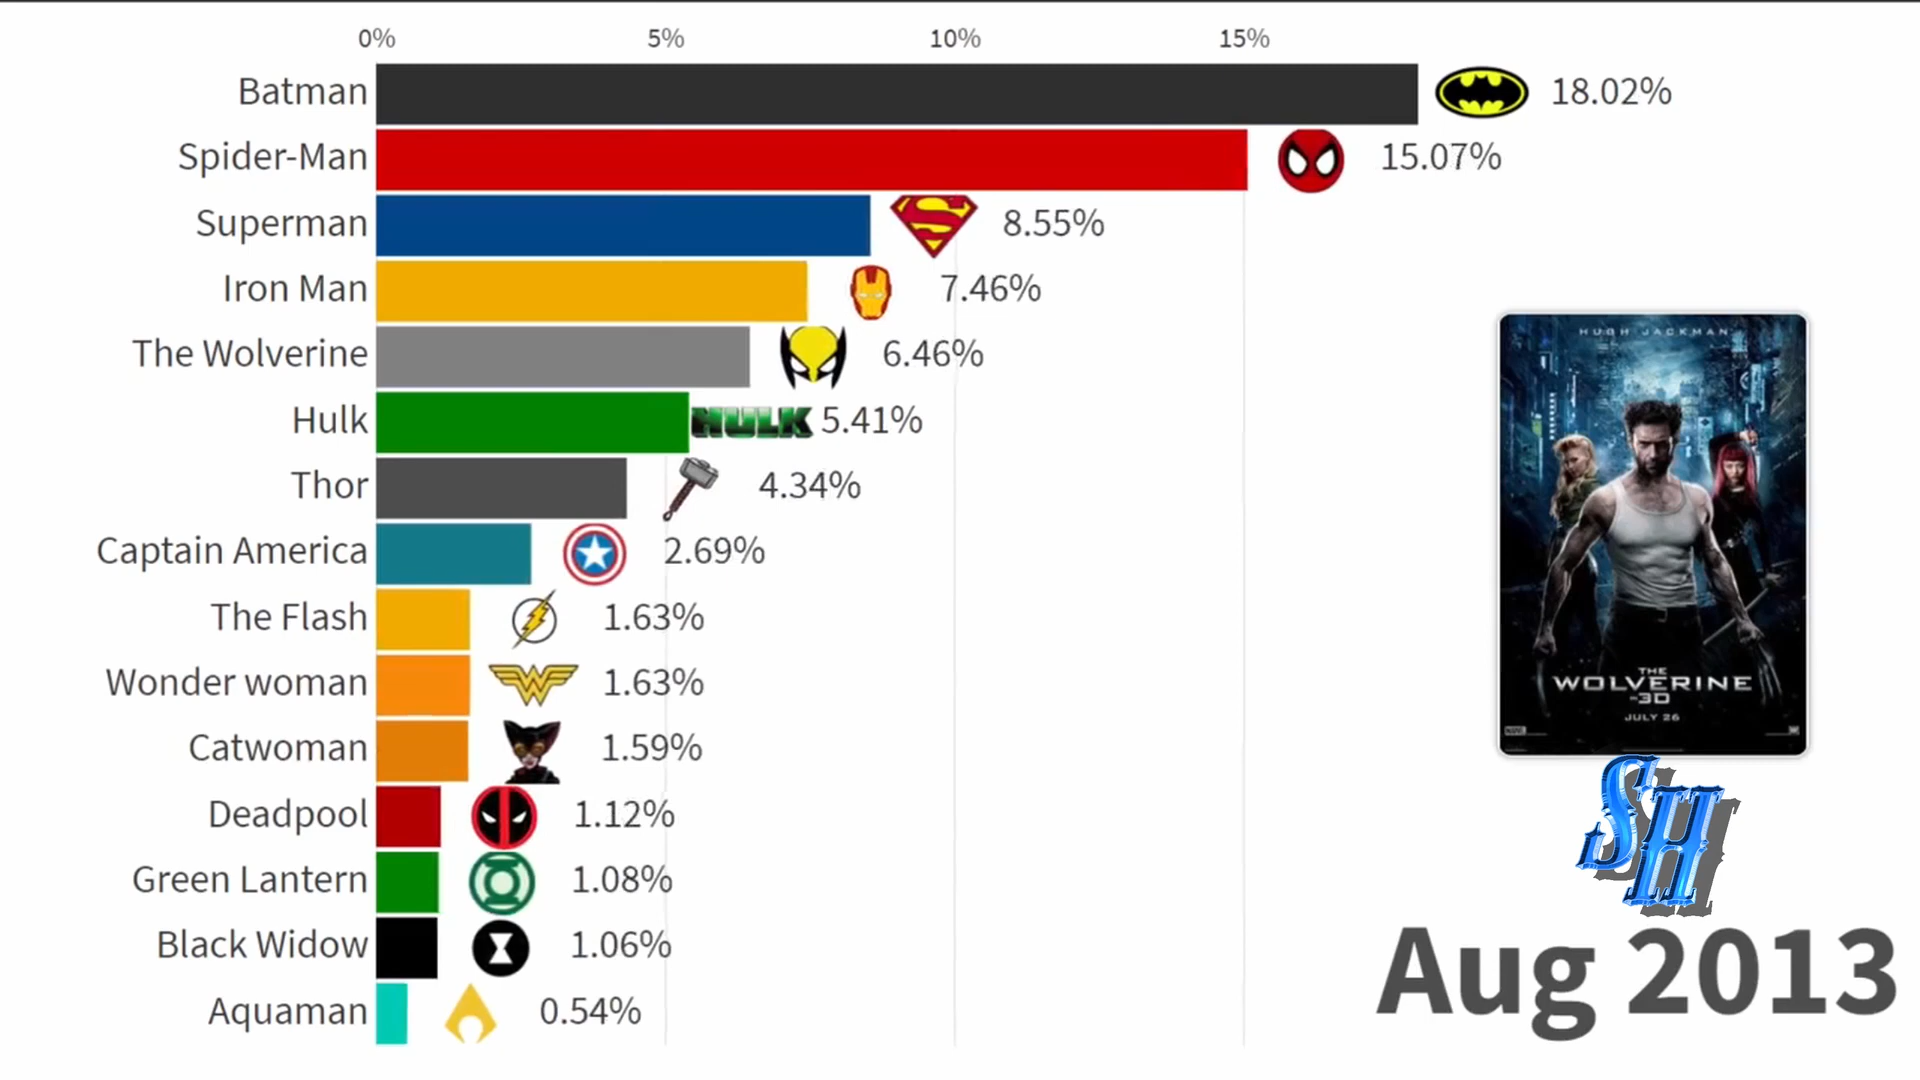 0% 5% 10% 15%
Batman 18.02%
Spider-Man 15.07%
Superman 8.55%
Iron Man 7.46%
The Wolverine 6.46%
Hulk HULK 5.41%
Thor 4.34%
Captain America 2.69%
The Flash 1.63%
Wonder woman 1.63%
Catwoman 1.59%
Deadpool 1.12%
Green Lantern 1.08%
Black Widow 1.06%
Aquaman 0.54%
HUGH JACKMAN
THE
WOLVERINE
3D
JULY 26
SH
Aug 2013